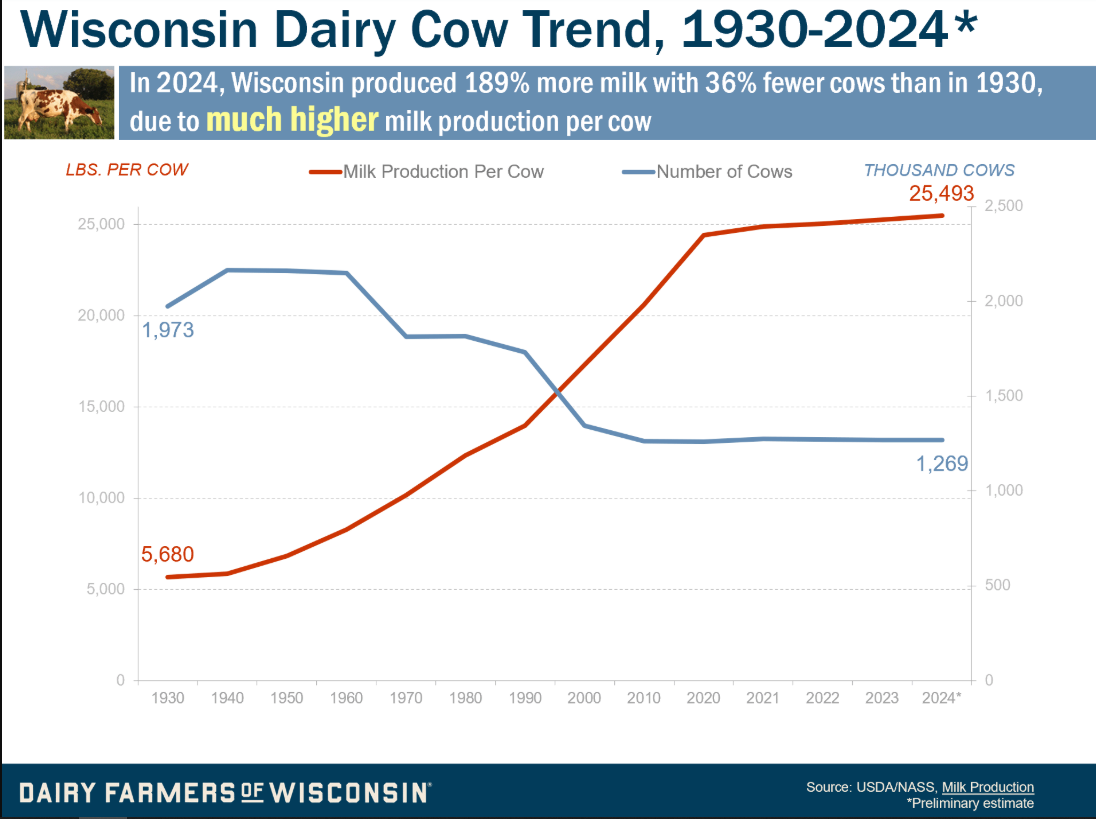 Wisconsin Dairy Cow Trend, 1930-2024*
In 2024, Wisconsin produced 189% more milk with 36% fewer cows than in 1930,
due to much higher milk production per cow
LBS. PER COW
Milk Production Per Cow
Number of Cows
THOUSAND COWS
25,493
25,000
20,000
15,000
10,000
5,000
0
2,500
2,000
1,500
1,000
500
0
1,973
5,680
1,269
1930 1940 1950 1960 1970 1980 1990 2000 2010 2020 2021 2022 2023 2024*
DAIRY FARMERS OF WISCONSIN®
Source: USDA/NASS, Milk Production
*Preliminary estimate